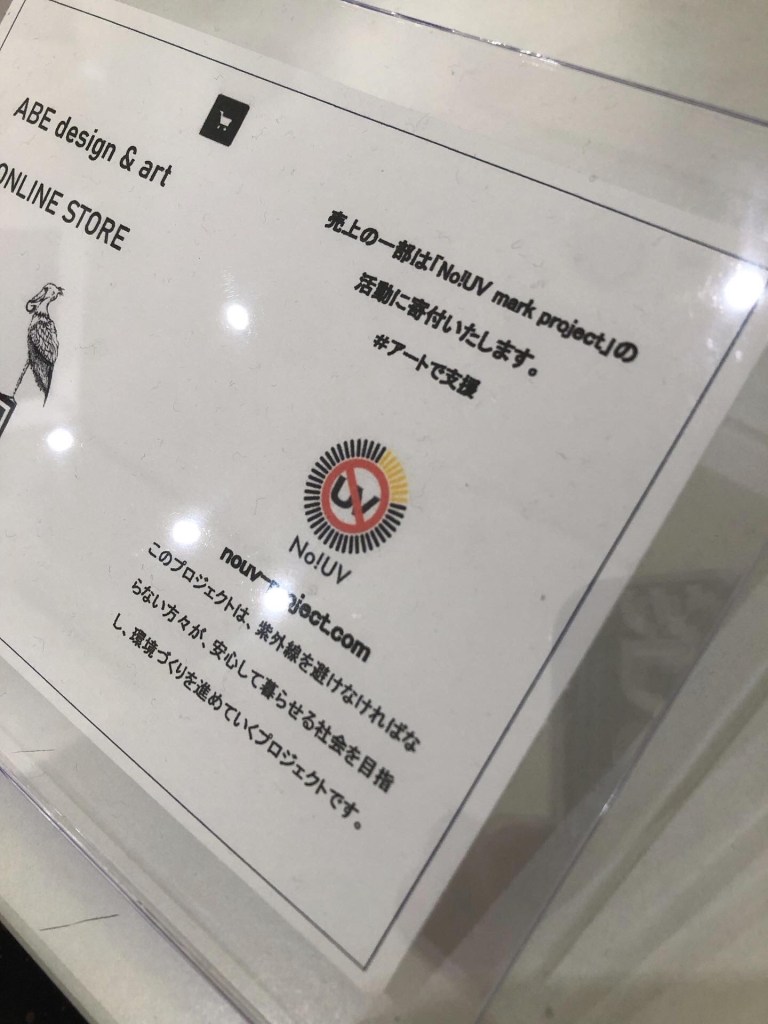 ABE design & art
ONLINE STORE
売上の一部は「No!UV mark project」の
活動に寄付いたします。
#アートで支援
UV
No!UV
nouv-project.com
このプロジェクトは、紫外線を避けなければな
らない方々が、安心して暮らせる社会を目指
し、環境づくりを進めていくプロジェクトです。